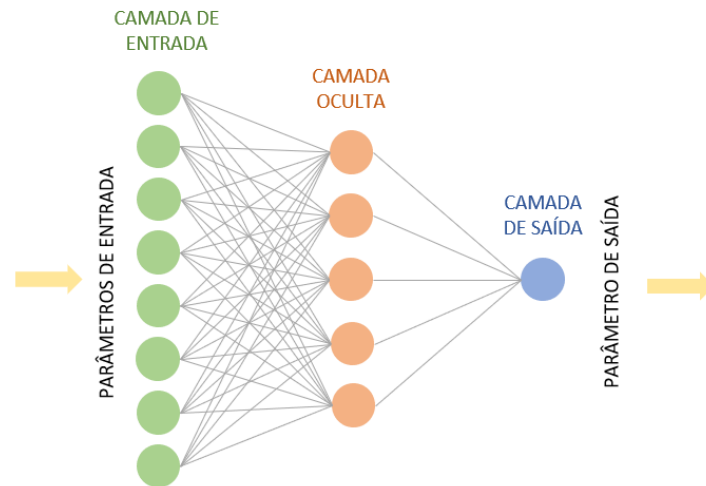 CAMADA DE
ENTRADA
CAMADA
OCULTA
CAMADA
DE SAÍDA
PARÂMETROS DE ENTRADA
PARÂMETRO DE SAÍDA